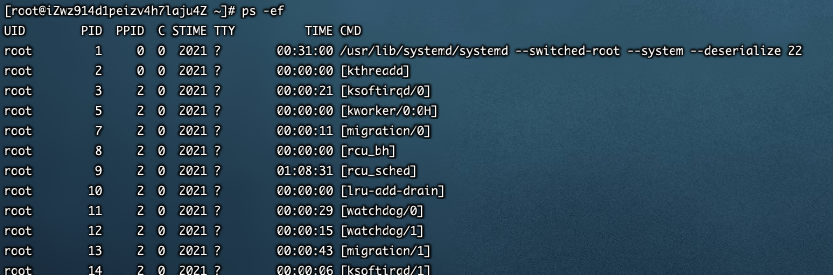 [root@iZwz914d1peizv4h7laju4Z ~]# ps -ef
UID PID PPID C STIME TTY TIME CMD
root 1 0 0 2021 ? 00:31:00 /usr/lib/systemd/systemd --switched-root --system --deserialize 22
root 2 0 0 2021 ? 00:00:00 [kthreadd]
root 3 2 0 2021 ? 00:00:21 [ksoftirqd/0]
root 5 2 0 2021 ? 00:00:00 [kworker/0:0H]
root 7 2 0 2021 ? 00:00:11 [migration/0]
root 8 2 0 2021 ? 00:00:00 [rcu_bh]
root 9 2 0 2021 ? 01:08:31 [rcu_sched]
root 10 2 0 2021 ? 00:00:00 [lru-add-drain]
root 11 2 0 2021 ? 00:00:29 [watchdog/0]
root 12 2 0 2021 ? 00:00:15 [watchdog/1]
root 13 2 0 2021 ? 00:00:43 [migration/1]
root 14 2 0 2021 ? 00:00:06 [ksoftirqd/1]